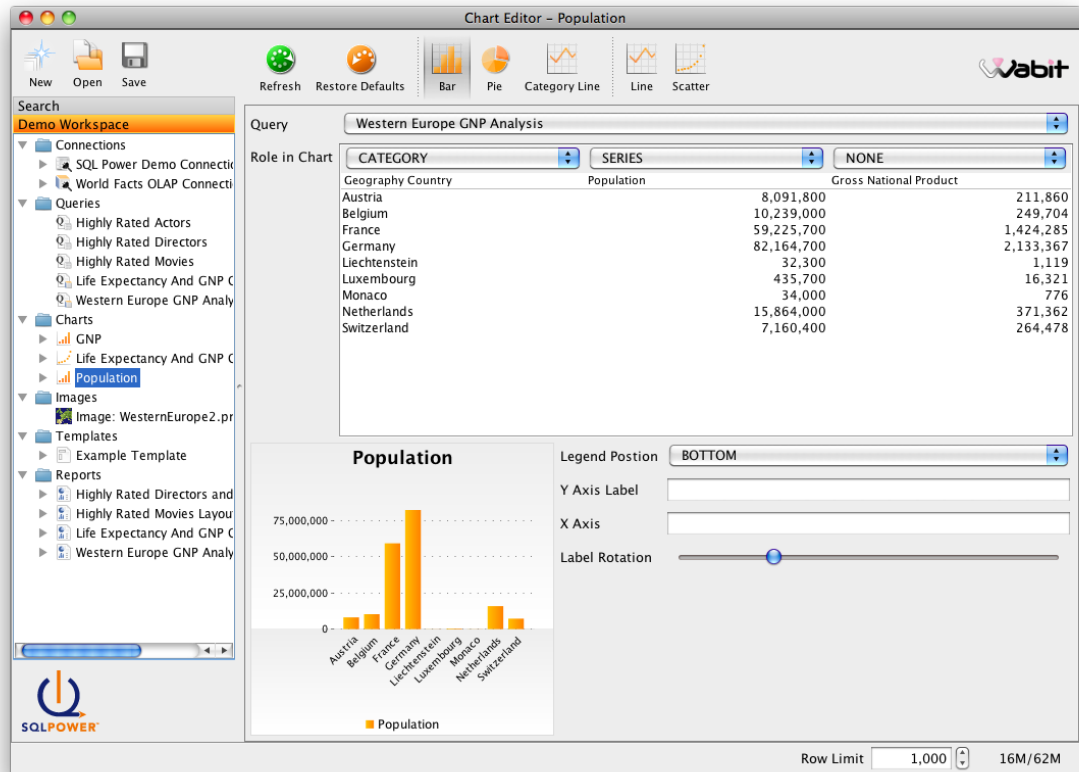 Chart Editor – Population
New Open Save
Refresh Restore Defaults Bar Pie Category Line Line Scatter
Wabit
Search
Demo Workspace
Connections
SQL Power Demo Connectic
World Facts OLAP Connecti
Queries
Highly Rated Actors
Highly Rated Directors
Highly Rated Movies
Life Expectancy And GNP C
Western Europe GNP Analy
Charts
GNP
Life Expectancy And GNP C
Population
Images
Image: WesternEurope2.pr
Templates
Example Template
Reports
Highly Rated Directors and
Highly Rated Movies Layou
Life Expectancy And GNP C
Western Europe GNP Analy
SQLPOWER
Query Western Europe GNP Analysis
Role in Chart CATEGORY SERIES NONE
Geography Country Population Gross National Product
Austria 8,091,800 211,860
Belgium 10,239,000 249,704
France 59,225,700 1,424,285
Germany 82,164,700 2,133,367
Liechtenstein 32,300 1,119
Luxembourg 435,700 16,321
Monaco 34,000 776
Netherlands 15,864,000 371,362
Switzerland 7,160,400 264,478
Population
75,000,000
50,000,000
25,000,000
0
Austria Belgium France Germany Liechtenstein Luxembourg Monaco Netherlands Switzerland
Population
Legend Postion BOTTOM
Y Axis Label
X Axis
Label Rotation
Row Limit 1,000 16M/62M